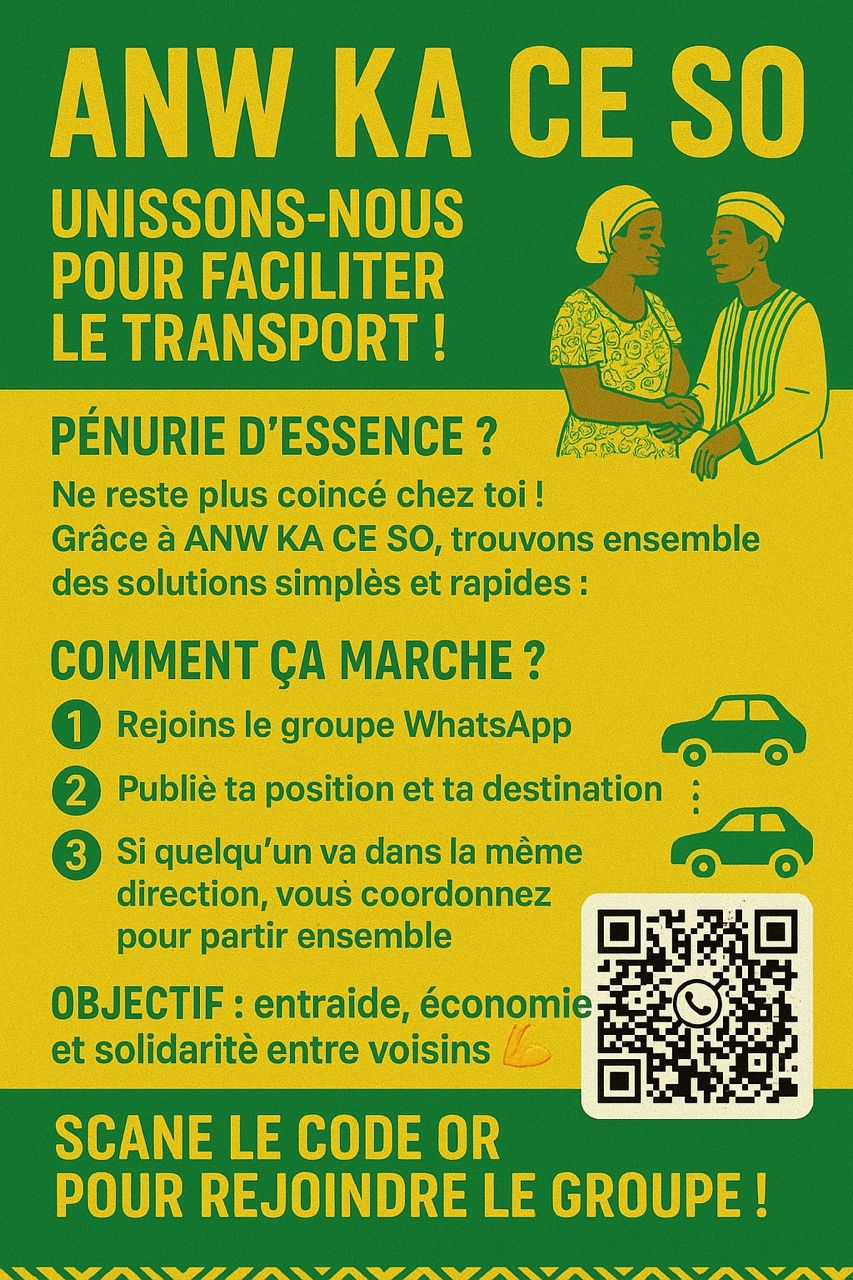 ANW KA CE SO
UNISSONS-NOUS
POUR FACILITER
LE TRANSPORT !
PÉNURIE D'ESSENCE ?
Ne reste plus coincé chez toi !
Grâce à ANW KA CE SO, trouvons ensemble
des solutions simplès et rapides :
COMMENT ÇA MARCHE ?
1 Rejoins le groupe WhatsApp
2 Publiè ta position et ta destination
3 Si quelqu'un va dans la mème
direction, vous coordonnez
pour partir ensemble
OBJECTIF : entraide, économie
et solidaritè entre voisins 💪
SCANE LE CODE OR
POUR REJOINDRE LE GROUPE !